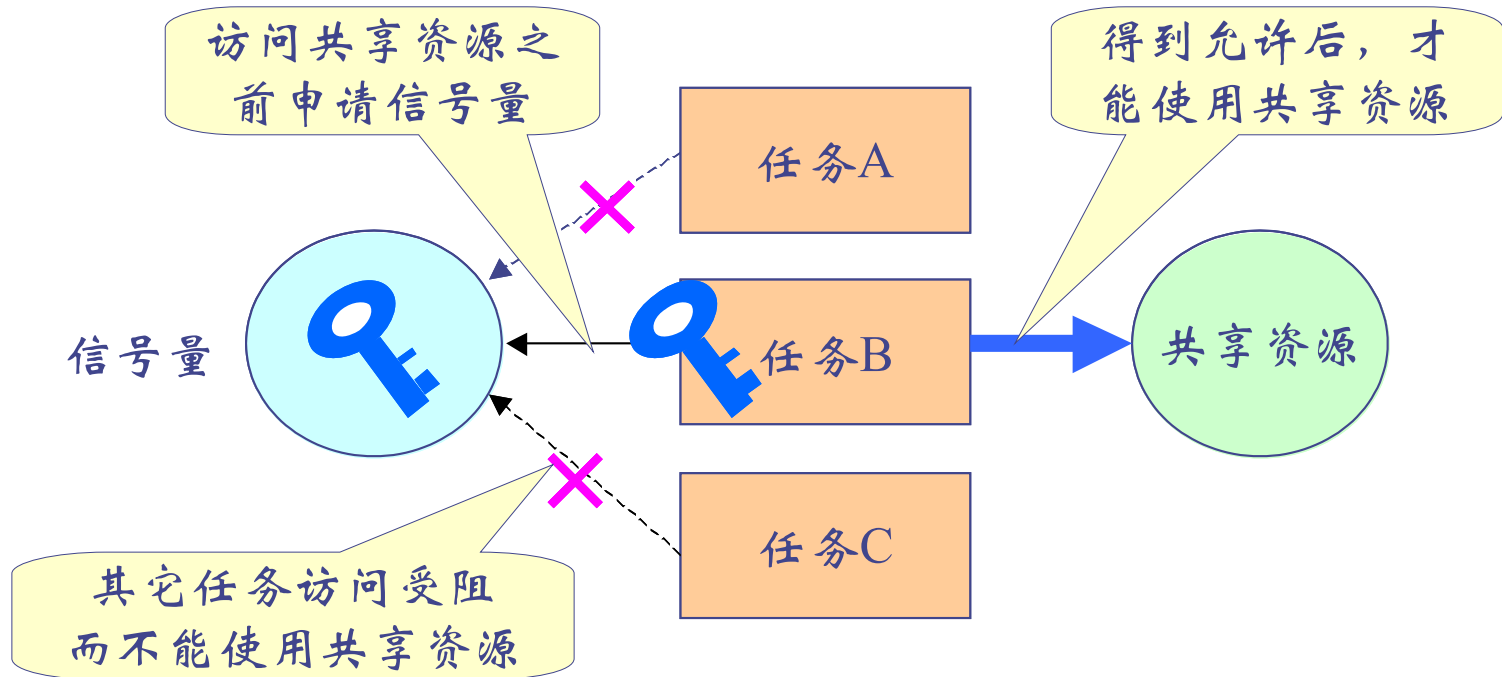 访问共享资源之
前申请信号量
得到允许后，才
能使用共享资源
任务A
信号量
任务B
共享资源
任务C
其它任务访问受阻
而不能使用共享资源